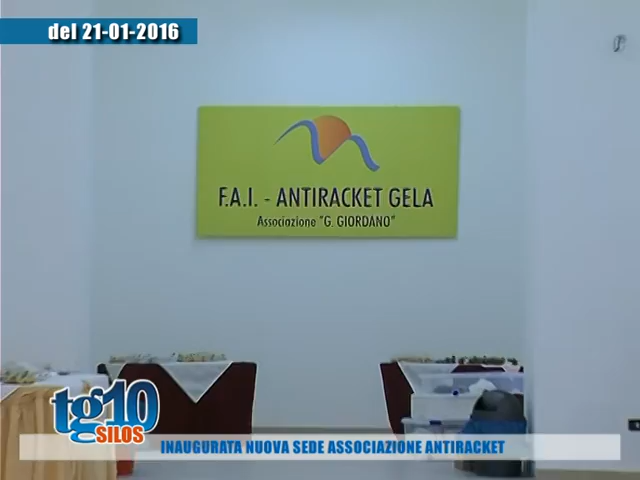 del 21-01-2016
F.A.I. - ANTIRACKET GELA
Associazione "G. GIORDANO"
tg10
SILOS
INAUGURATA NUOVA SEDE ASSOCIAZIONE ANTIRACKET